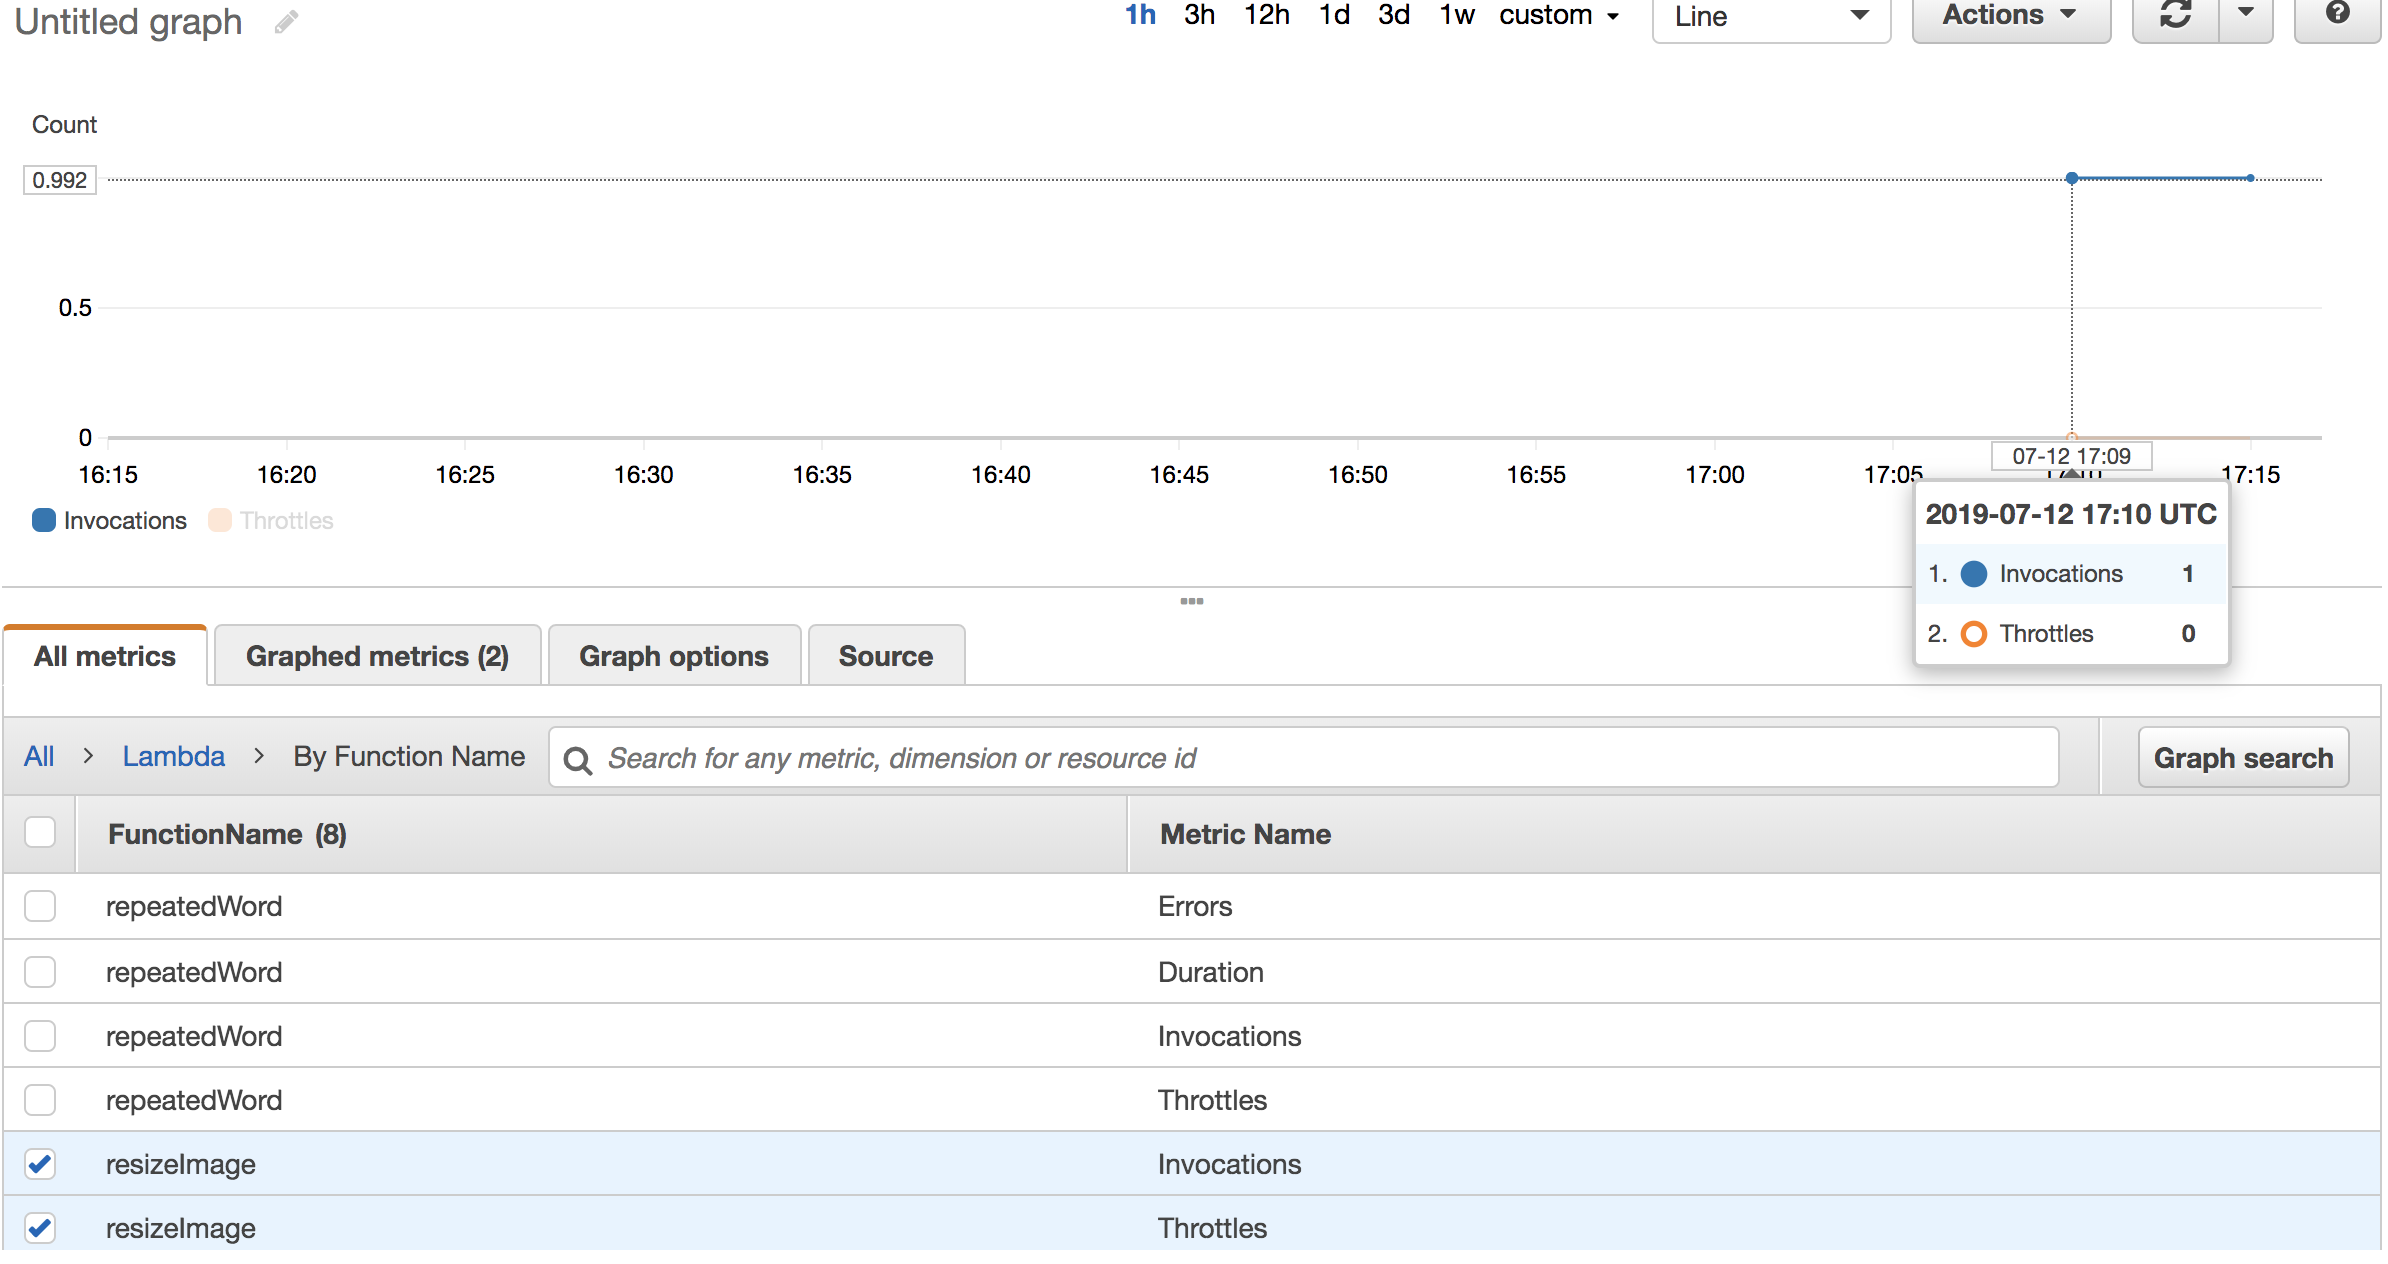 Untitled graph 1h 3h 12h 1d 3d 1w custom Line Actions
Count
0.992
0.5
0
07-12 17:09
16:15 16:20 16:25 16:30 16:35 16:40 16:45 16:50 16:55 17:00 17:05 17:10 17:15
Invocations Throttles
2019-07-12 17:10 UTC
1. Invocations 1
2. Throttles 0
All metrics Graphed metrics (2) Graph options Source
All > Lambda > By Function Name Search for any metric, dimension or resource id Graph search
FunctionName (8) Metric Name
repeatedWord Errors
repeatedWord Duration
repeatedWord Invocations
repeatedWord Throttles
resizeImage Invocations
resizeImage Throttles